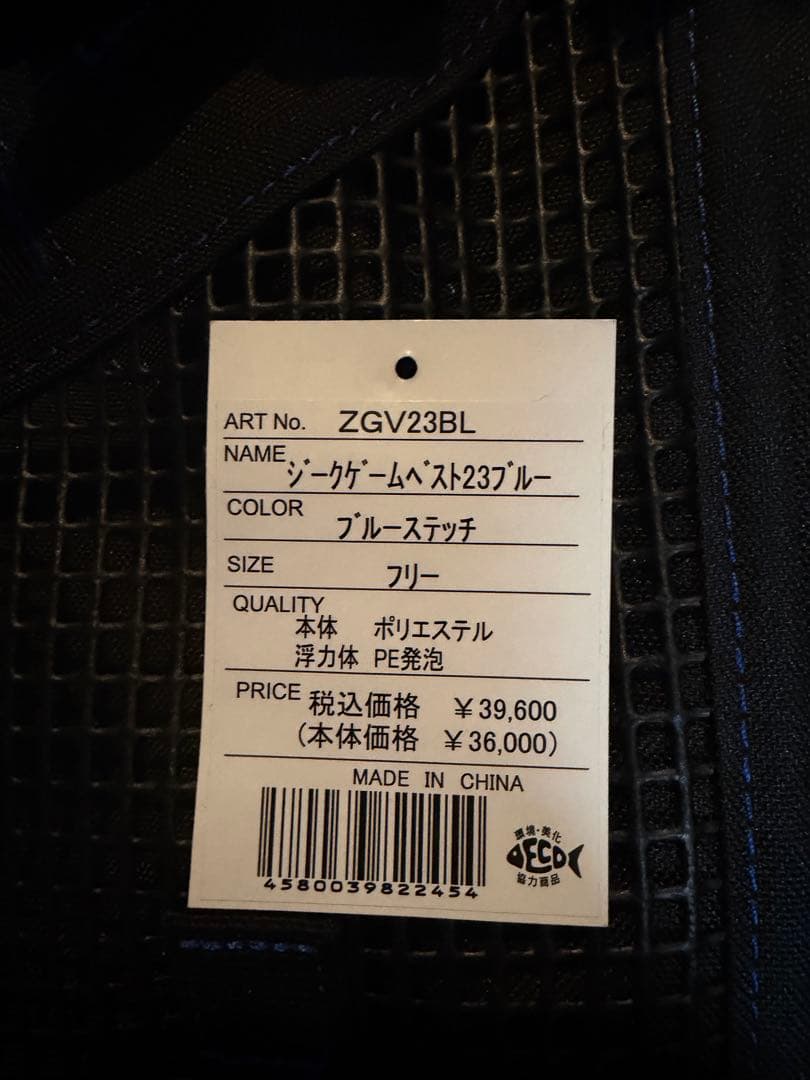 ART No. ZGV23BL
NAME ジークゲームベスト23ブルー
COLOR ブルーステッチ
SIZE フリー
QUALITY
本体 ポリエステル
浮力体 PE発泡
PRICE 税込価格 ￥39,600
(本体価格 ￥36,000)
MADE IN CHINA
4580039822454
環境・美化
ECO
協力商品